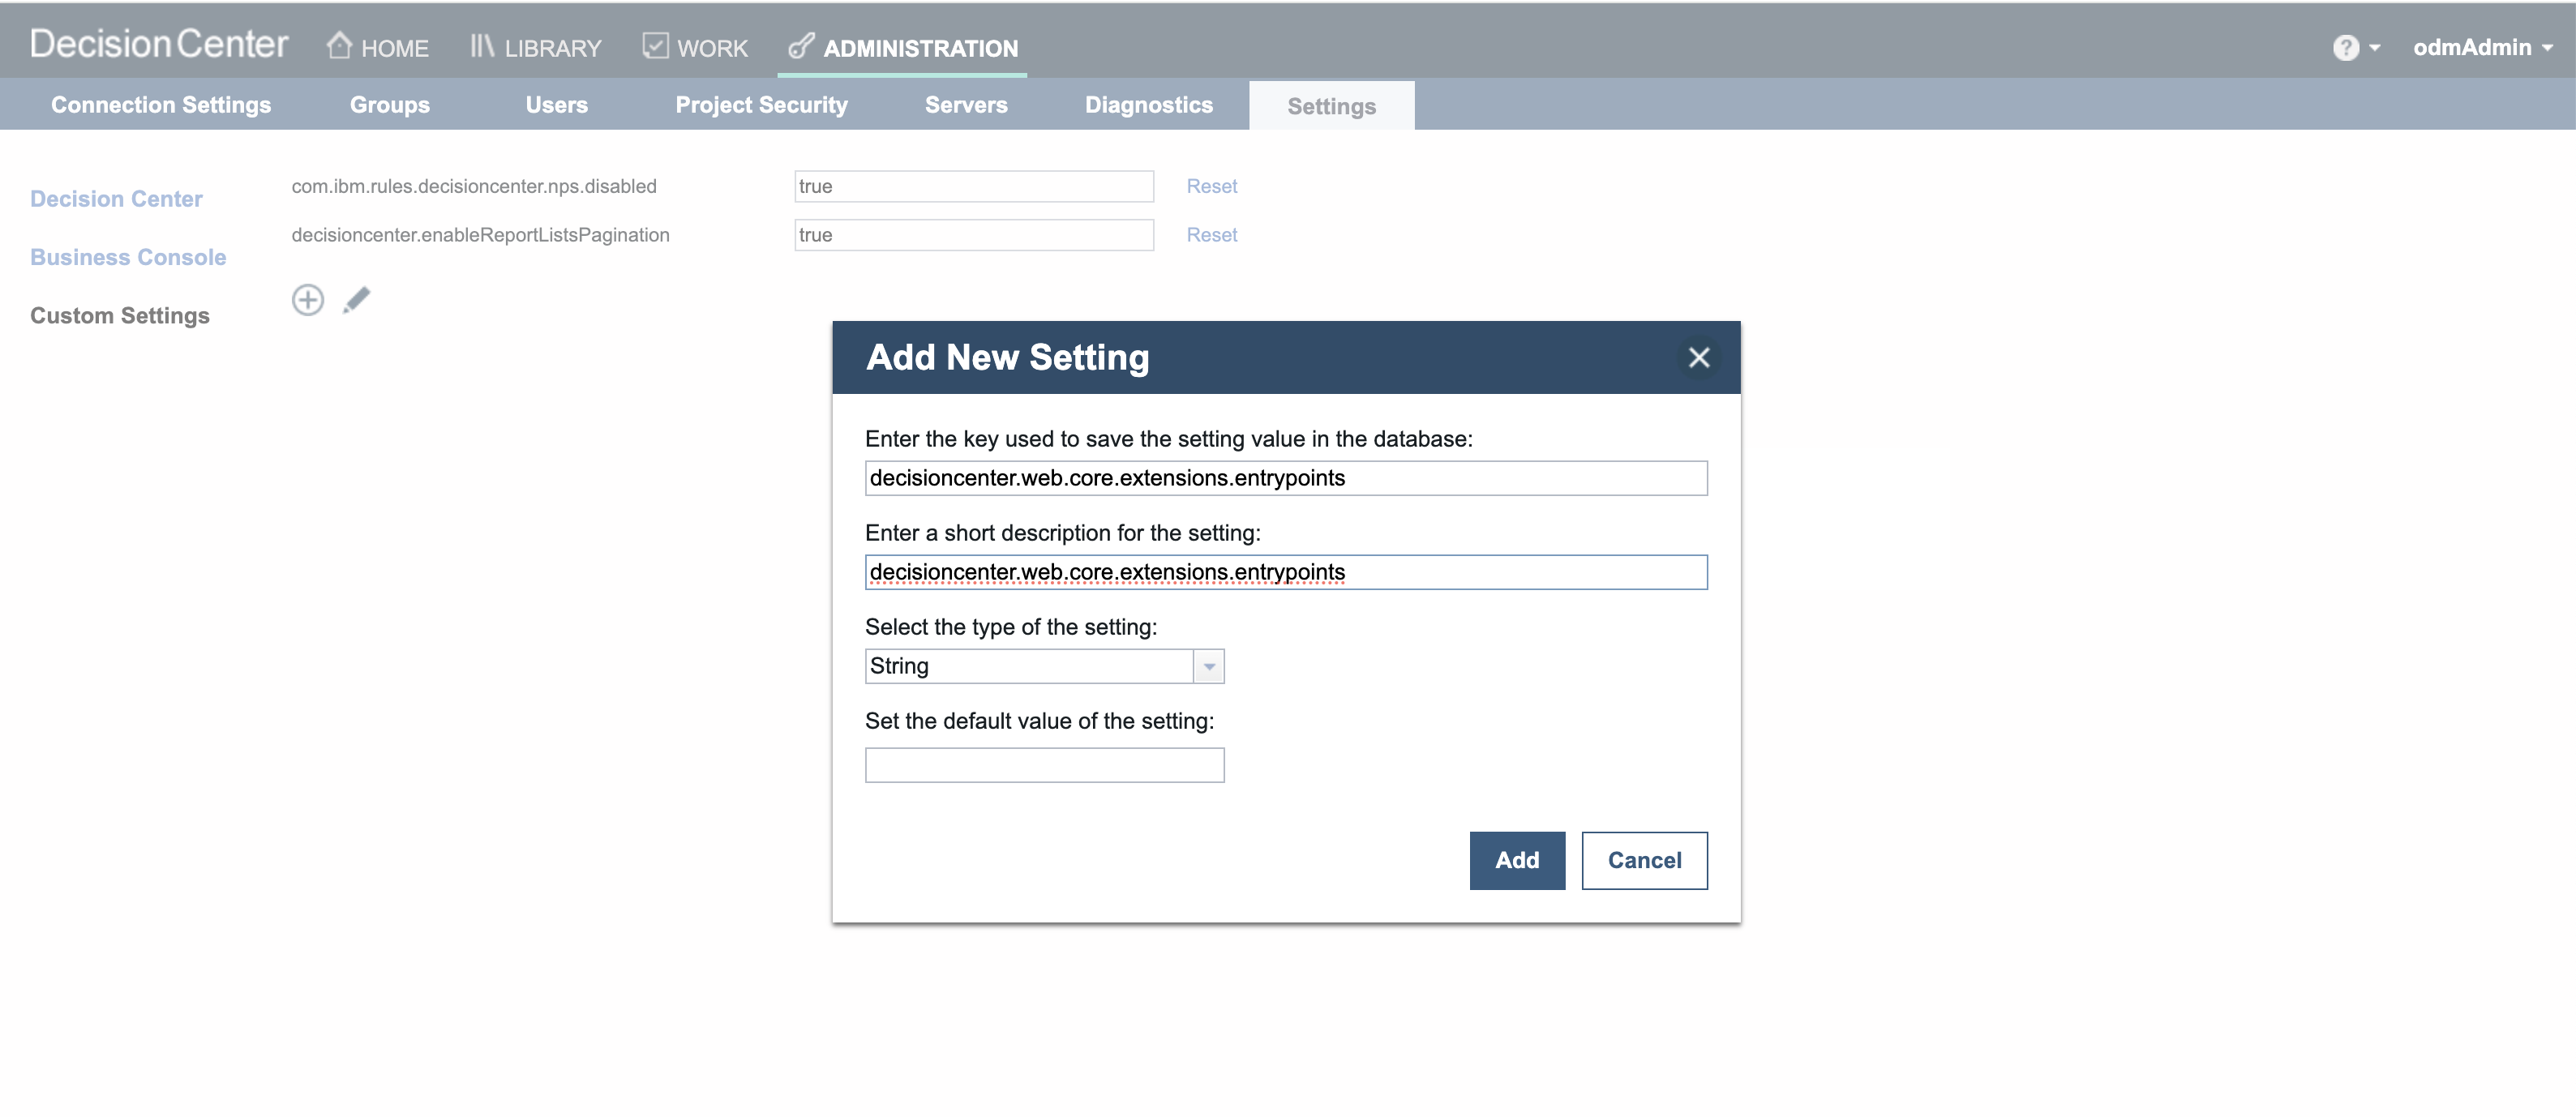 Decision Center HOME LIBRARY WORK ADMINISTRATION ? odmAdmin
Connection Settings Groups Users Project Security Servers Diagnostics Settings
Decision Center
Business Console
Custom Settings
com.ibm.rules.decisioncenter.nps.disabled true Reset
decisioncenter.enableReportListsPagination true Reset
Add New Setting
Enter the key used to save the setting value in the database:
decisioncenter.web.core.extensions.entrypoints
Enter a short description for the setting:
decisioncenter.web.core.extensions.entrypoints
Select the type of the setting:
String
Set the default value of the setting:
Add Cancel